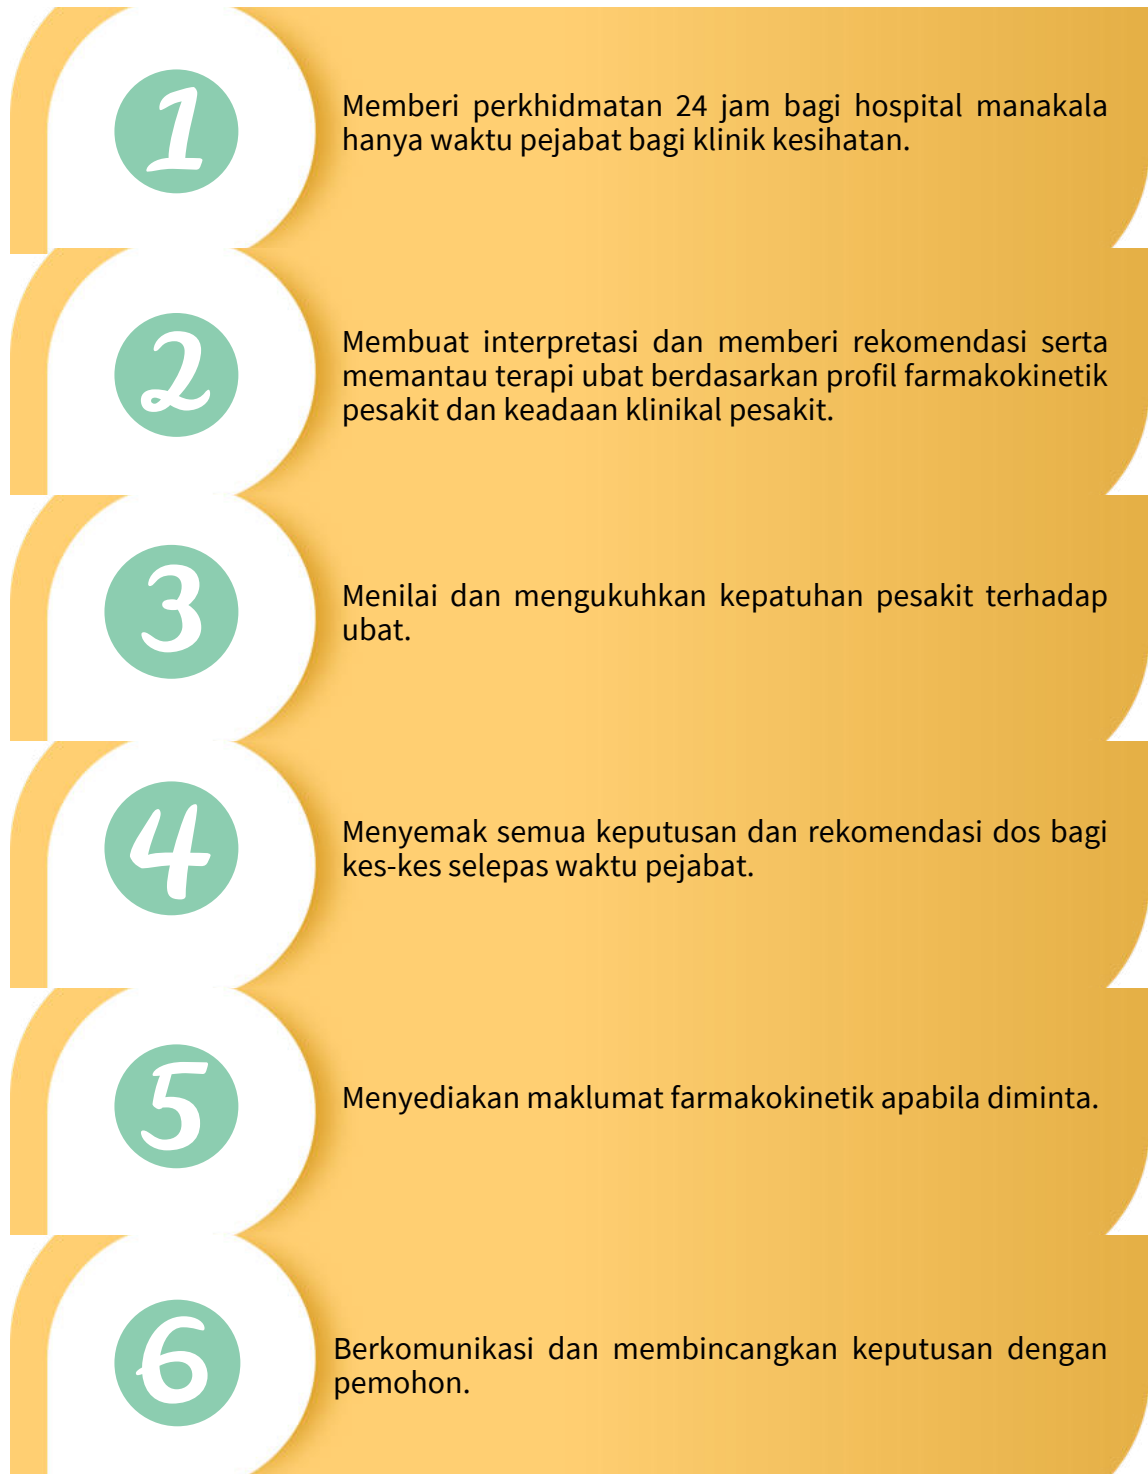 1
Memberi perkhidmatan 24 jam bagi hospital manakala
hanya waktu pejabat bagi klinik kesihatan.
2
Membuat interpretasi dan memberi rekomendasi serta
memantau terapi ubat berdasarkan profil farmakokinetik
pesakit dan keadaan klinikal pesakit.
3
Menilai dan mengukuhkan kepatuhan pesakit terhadap
ubat.
4
Menyemak semua keputusan dan rekomendasi dos bagi
kes-kes selepas waktu pejabat.
5
Menyediakan maklumat farmakokinetik apabila diminta.
6
Berkomunikasi dan membincangkan keputusan dengan
pemohon.